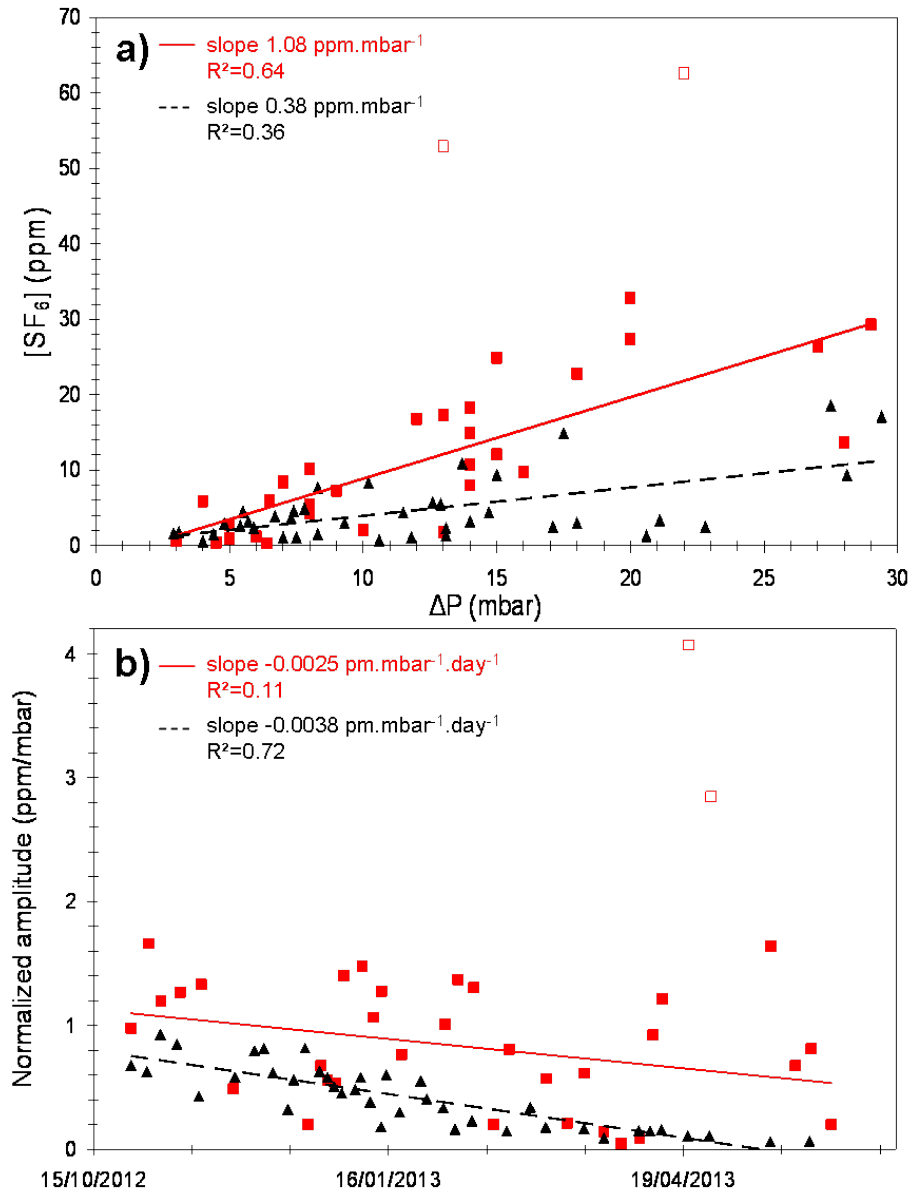 a)
slope 1.08 ppm.mbar⁻¹
R²=0.64
slope 0.38 ppm.mbar⁻¹
R²=0.36
70
60
50
40
30
20
10
0
[SF₆] (ppm)
0 5 10 15 20 25 30
ΔP (mbar)
b)
slope -0.0025 pm.mbar⁻¹.day⁻¹
R²=0.11
slope -0.0038 pm.mbar⁻¹.day⁻¹
R²=0.72
4
3
2
1
0
Normalized amplitude (ppm/mbar)
15/10/2012 16/01/2013 19/04/2013